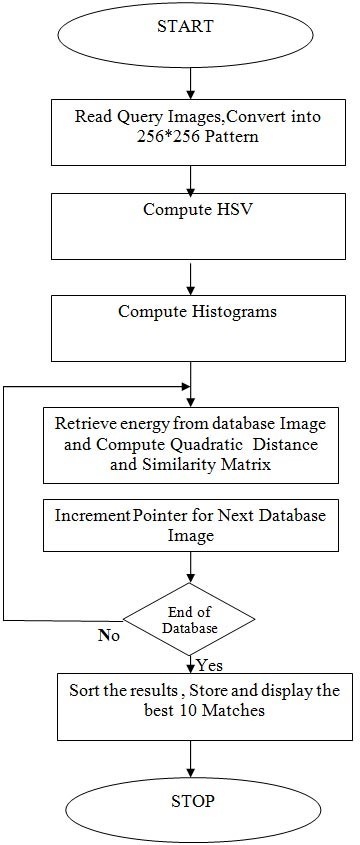 START
Read Query Images,Convert into
256*256 Pattern
Compute HSV
Compute Histograms
Retrieve energy from database Image
and Compute Quadratic Distance
and Similarity Matrix
Increment Pointer for Next Database
Image
End of
Database
No
Yes
Sort the results , Store and display the
best 10 Matches
STOP